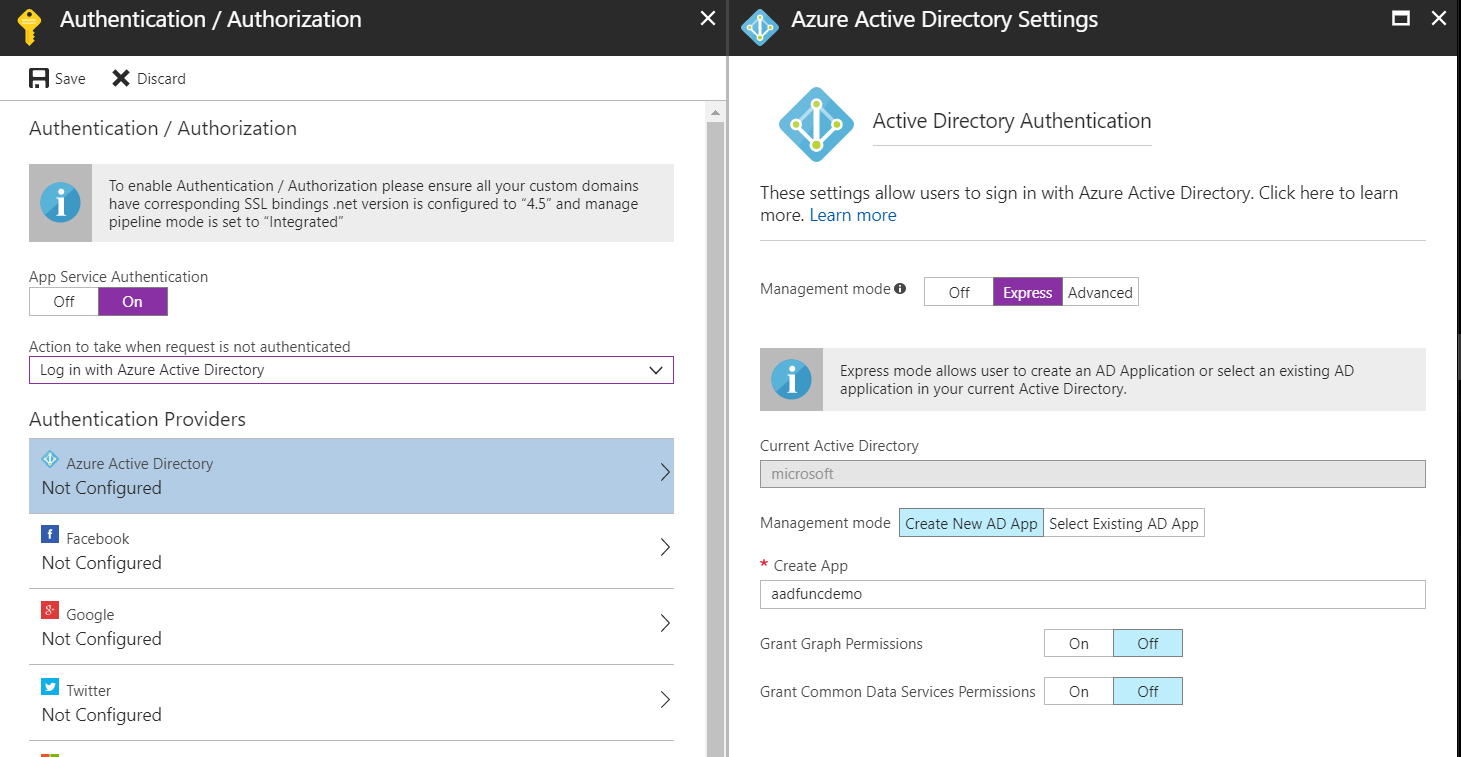 Authentication / Authorization
Save
Discard
Authentication / Authorization
To enable Authentication / Authorization please ensure all your custom domains
have corresponding SSL bindings .net version is configured to “4.5” and manage
pipeline mode is set to “Integrated”
App Service Authentication
Off On
Action to take when request is not authenticated
Log in with Azure Active Directory
Authentication Providers
Azure Active Directory
Not Configured
f Facebook
Not Configured
g+ Google
Not Configured
Twitter
Not Configured
Azure Active Directory Settings
Active Directory Authentication
These settings allow users to sign in with Azure Active Directory. Click here to learn
more. Learn more
Management mode Off Express Advanced
Express mode allows user to create an AD Application or select an existing AD
application in your current Active Directory.
Current Active Directory
microsoft
Management mode Create New AD App Select Existing AD App
* Create App
aadfuncdemo
Grant Graph Permissions On Off
Grant Common Data Services Permissions On Off